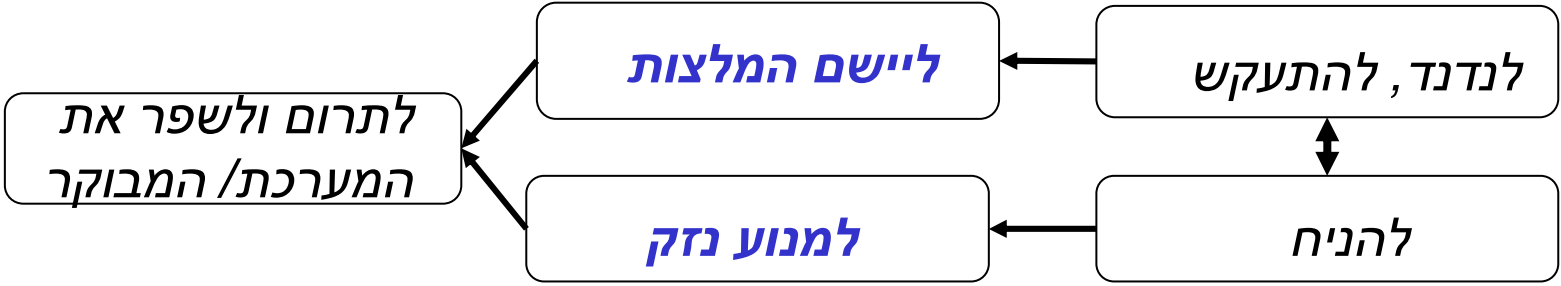 לנדנד, להתעקש
ליישם המלצות
לתרום ולשפר את
המערכת/ המבוקר
להניח
למנוע נזק